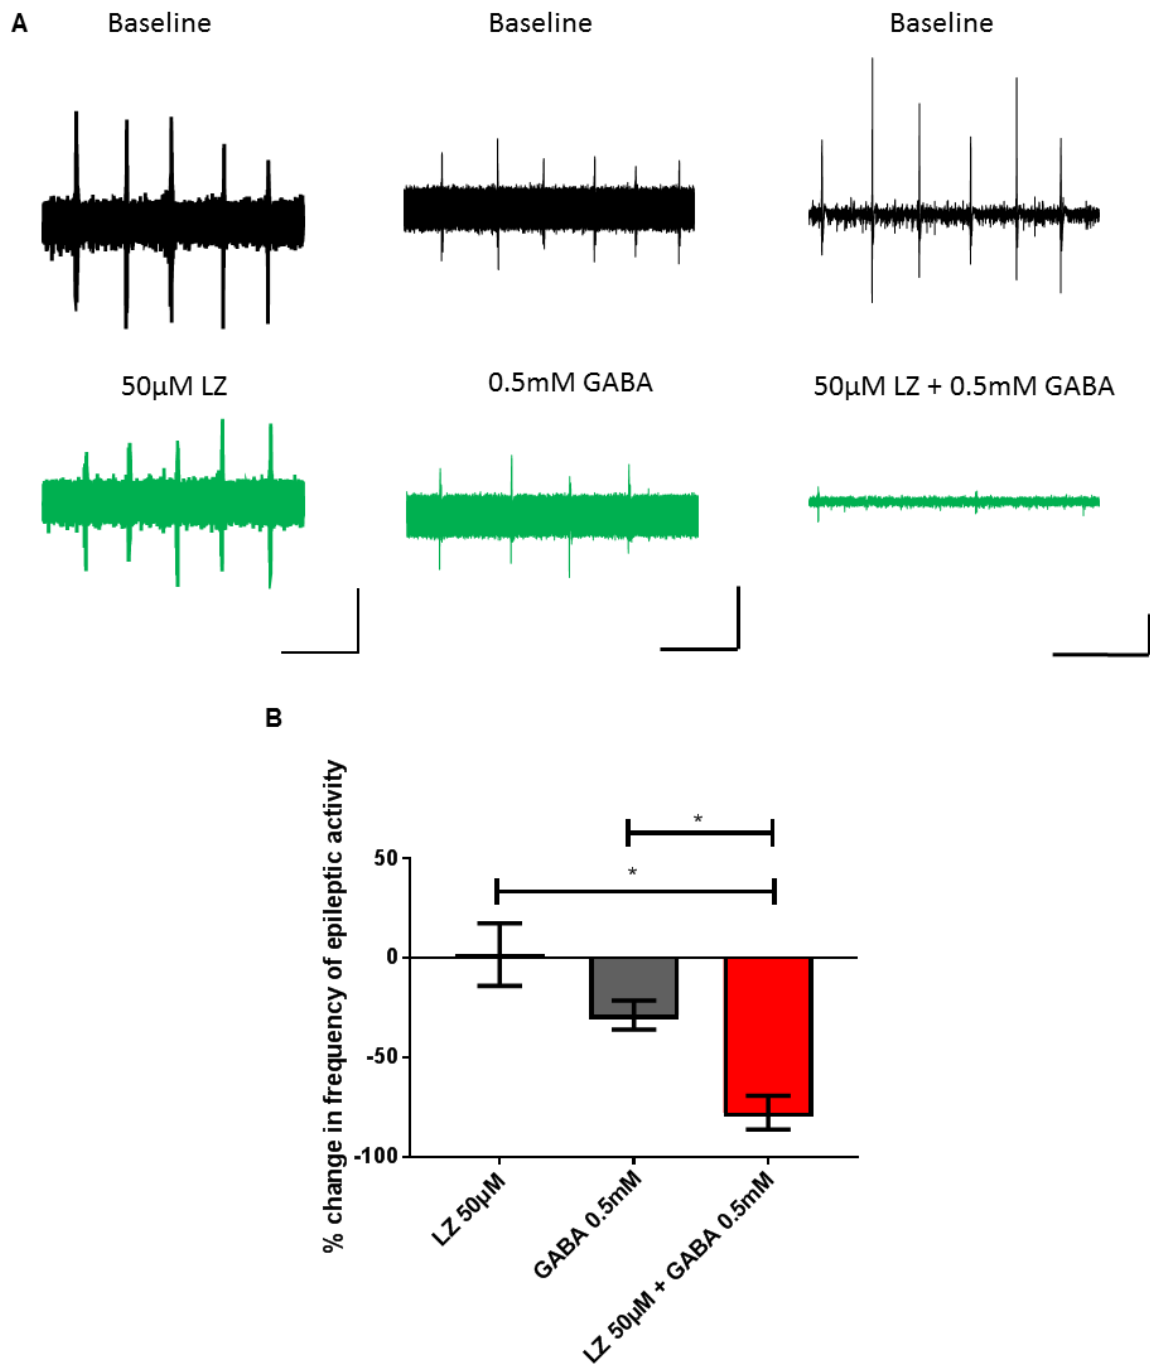 A
Baseline
Baseline
Baseline
50µM LZ
0.5mM GABA
50µM LZ + 0.5mM GABA
B
% change in frequency of epileptic activity
*
*
50
0
-50
-100
LZ 50µM
GABA 0.5mM
LZ 50µM + GABA 0.5mM